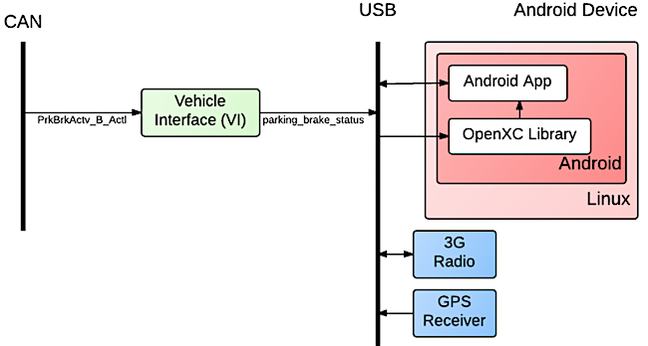 CAN
USB
Android Device
Vehicle
Interface (VI)
PrkBrkActv_B_Actl
parking_brake_status
Android App
OpenXC Library
Android
Linux
3G
Radio
GPS
Receiver